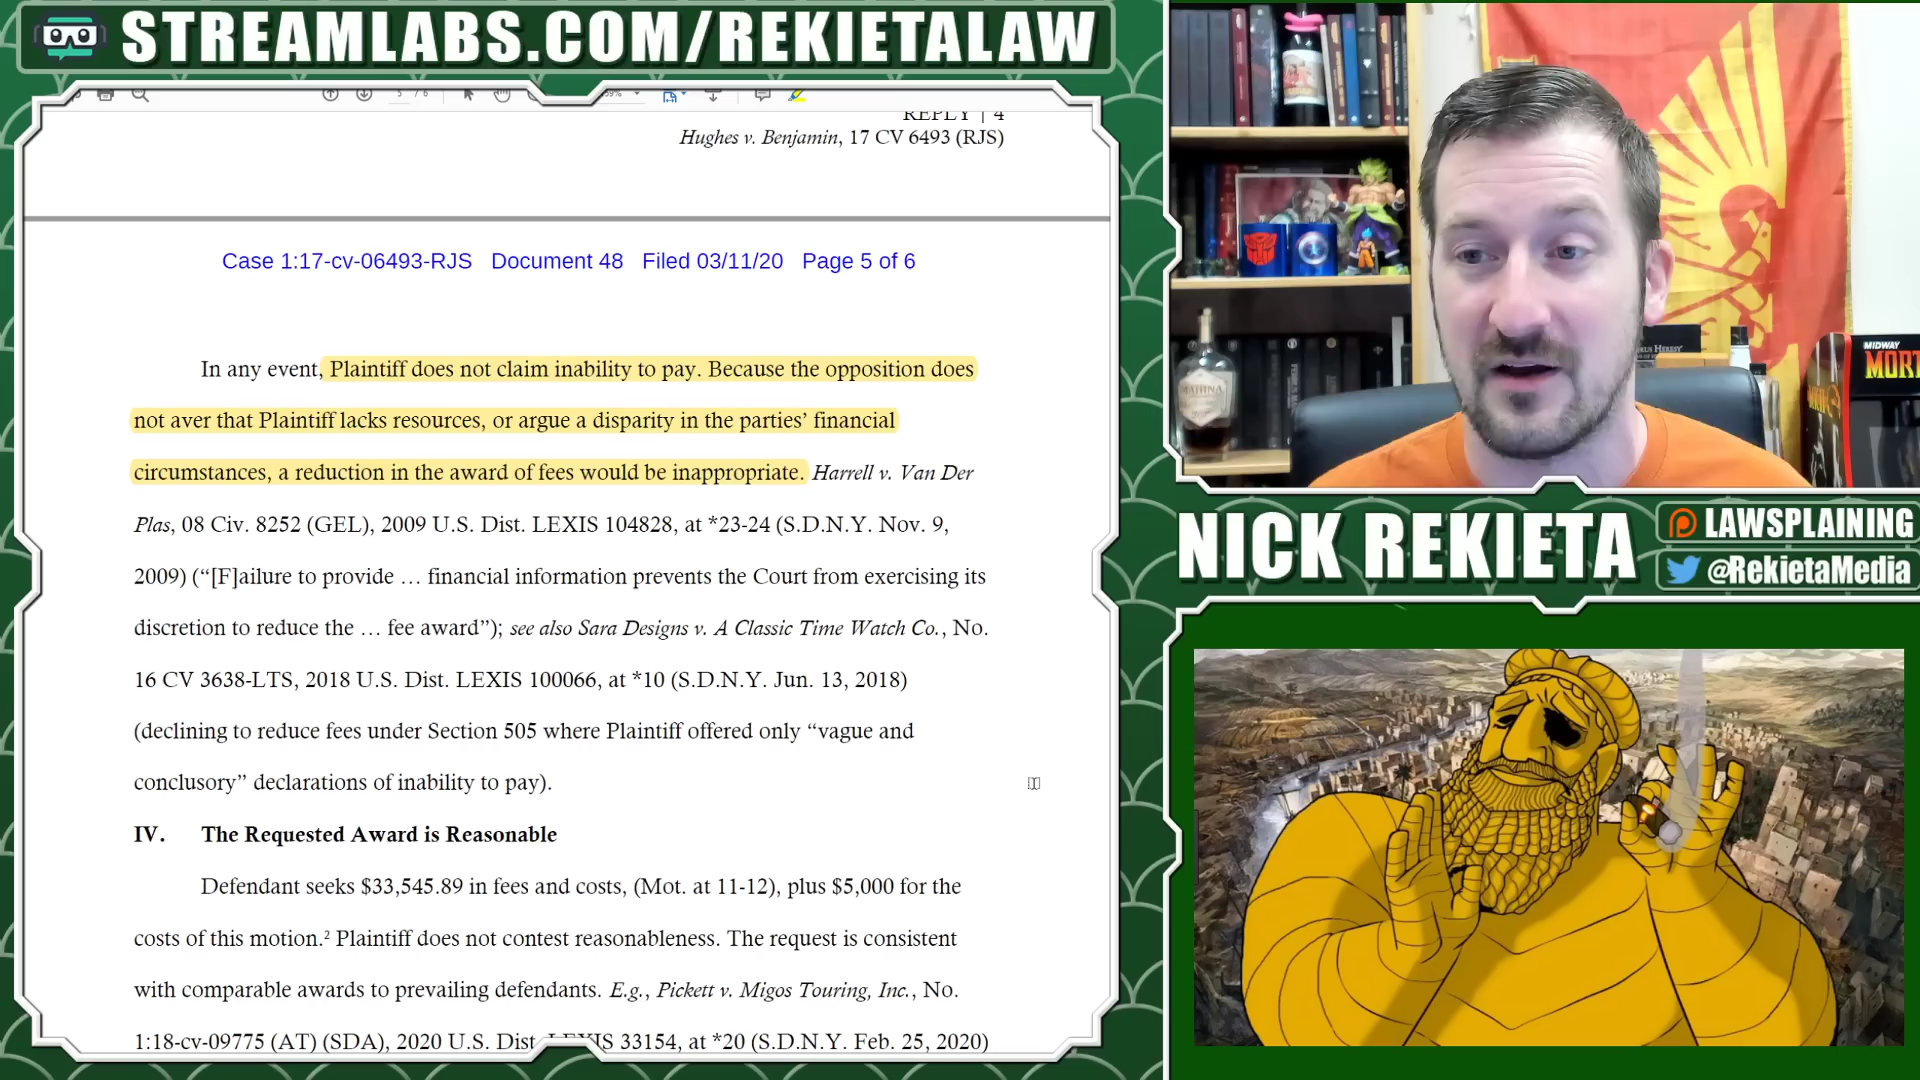 STREAMLABS.COM/REKIETALAW
5 / 6
REPLY | 4
Hughes v. Benjamin, 17 CV 6493 (RJS)
Case 1:17-cv-06493-RJS Document 48 Filed 03/11/20 Page 5 of 6
In any event, Plaintiff does not claim inability to pay. Because the opposition does
not aver that Plaintiff lacks resources, or argue a disparity in the parties’ financial
circumstances, a reduction in the award of fees would be inappropriate. Harrell v. Van Der
Plas, 08 Civ. 8252 (GEL), 2009 U.S. Dist. LEXIS 104828, at *23-24 (S.D.N.Y. Nov. 9,
2009) (“[F]ailure to provide … financial information prevents the Court from exercising its
discretion to reduce the … fee award”); see also Sara Designs v. A Classic Time Watch Co., No.
16 CV 3638-LTS, 2018 U.S. Dist. LEXIS 100066, at *10 (S.D.N.Y. Jun. 13, 2018)
(declining to reduce fees under Section 505 where Plaintiff offered only “vague and
conclusory” declarations of inability to pay).
IV. The Requested Award is Reasonable
Defendant seeks $33,545.89 in fees and costs, (Mot. at 11-12), plus $5,000 for the
costs of this motion.² Plaintiff does not contest reasonableness. The request is consistent
with comparable awards to prevailing defendants. E.g., Pickett v. Migos Touring, Inc., No.
1:18-cv-09775 (AT) (SDA), 2020 U.S. Dist. LEXIS 33154, at *20 (S.D.N.Y. Feb. 25, 2020)
MIDWAY
MORT
NICK REKIETA
LAWSPLAINING
@RekietaMedia